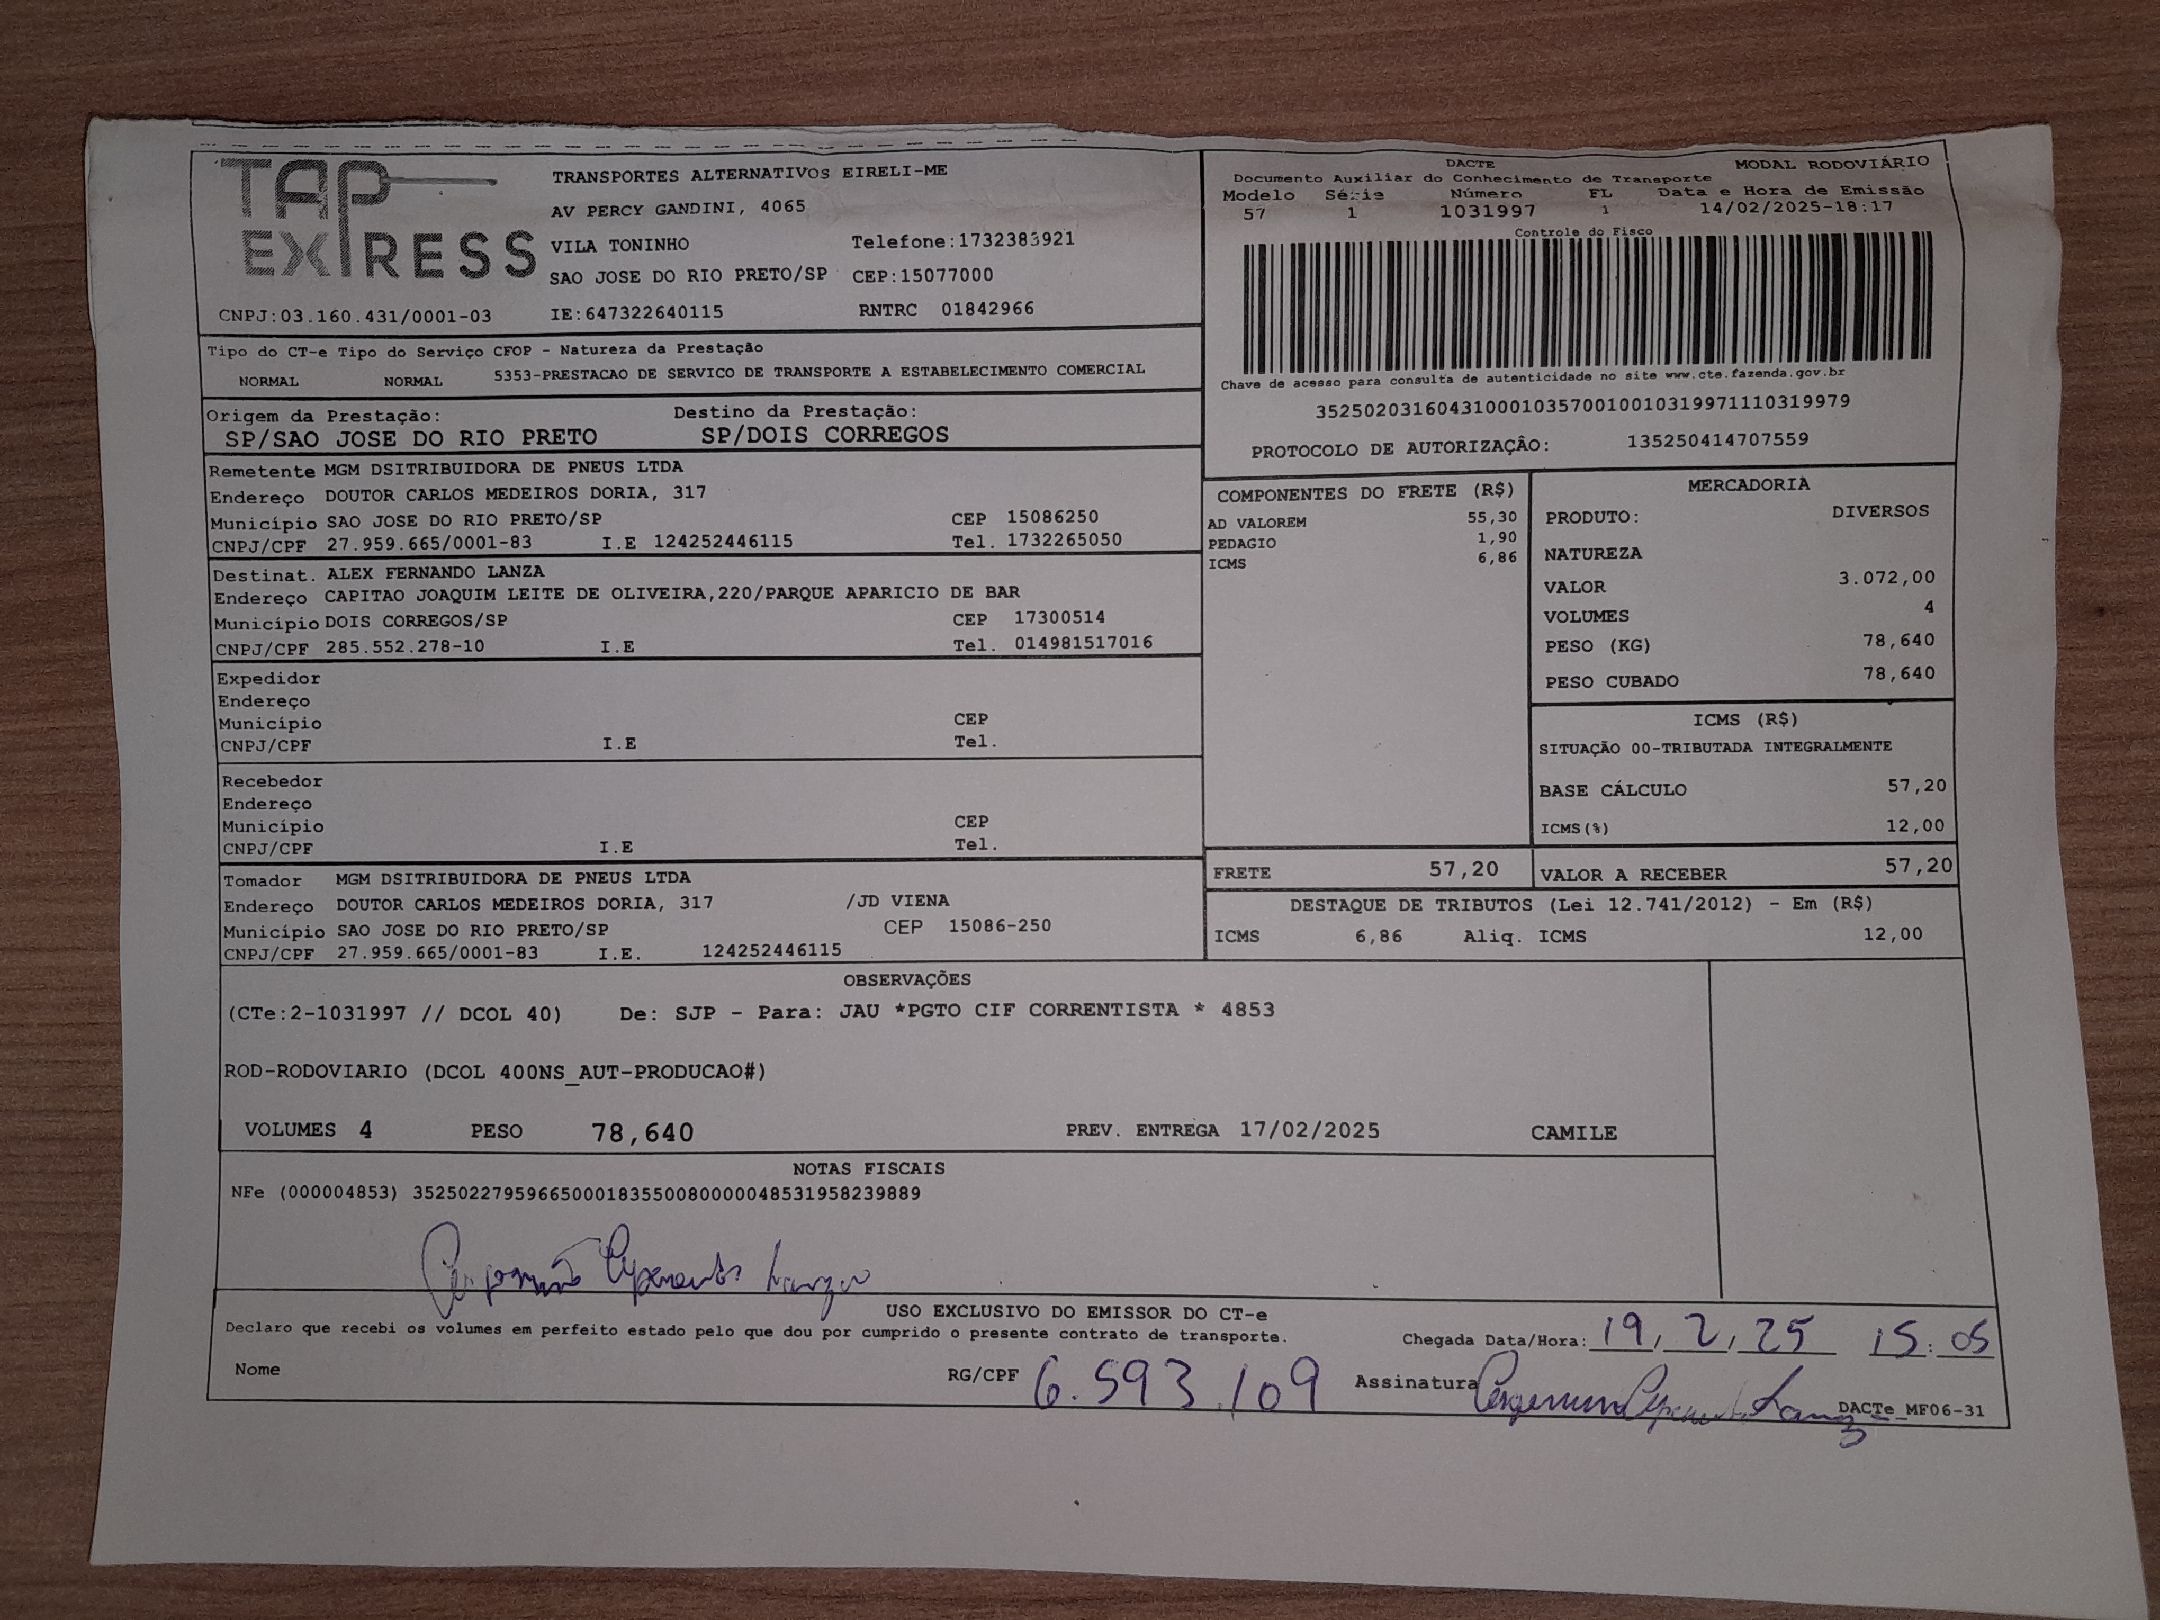 TAP EXPRESS
TRANSPORTES ALTERNATIVOS EIRELI-ME
AV PERCY GANDINI, 4065
VILA TONINHO Telefone:1732383921
SAO JOSE DO RIO PRETO/SP CEP:15077000
CNPJ:03.160.431/0001-03 IE:647322640115 RNTRC 01842966
DACTE MODAL RODOVIÁRIO
Documento Auxiliar do Conhecimento de Transporte
Modelo Série Número FL Data e Hora de Emissão
57 1 1031997 1 14/02/2025-18:17
Controle do Fisco
Chave de acesso para consulta de autenticidade no site www.cte.fazenda.gov.br
35250203160431000103570010010319971110319979
PROTOCOLO DE AUTORIZAÇÃO: 135250414707559
Tipo do CT-e Tipo do Serviço CFOP - Natureza da Prestação
NORMAL NORMAL 5353-PRESTACAO DE SERVICO DE TRANSPORTE A ESTABELECIMENTO COMERCIAL
Origem da Prestação: Destino da Prestação:
SP/SAO JOSE DO RIO PRETO SP/DOIS CORREGOS
Remetente MGM DSITRIBUIDORA DE PNEUS LTDA
Endereço DOUTOR CARLOS MEDEIROS DORIA, 317
Município SAO JOSE DO RIO PRETO/SP CEP 15086250
CNPJ/CPF 27.959.665/0001-83 I.E 124252446115 Tel. 1732265050
Destinat. ALEX FERNANDO LANZA
Endereço CAPITAO JOAQUIM LEITE DE OLIVEIRA,220/PARQUE APARICIO DE BAR
Município DOIS CORREGOS/SP CEP 17300514
CNPJ/CPF 285.552.278-10 I.E Tel. 014981517016
Expedidor
Endereço
Município CEP
CNPJ/CPF I.E Tel.
Recebedor
Endereço
Município CEP
CNPJ/CPF I.E Tel.
Tomador MGM DSITRIBUIDORA DE PNEUS LTDA
Endereço DOUTOR CARLOS MEDEIROS DORIA, 317 /JD VIENA
Município SAO JOSE DO RIO PRETO/SP CEP 15086-250
CNPJ/CPF 27.959.665/0001-83 I.E. 124252446115
COMPONENTES DO FRETE (R$)
AD VALOREM 55,30
PEDAGIO 1,90
ICMS 6,86
MERCADORIA
PRODUTO: DIVERSOS
NATUREZA
VALOR 3.072,00
VOLUMES 4
PESO (KG) 78,640
PESO CUBADO 78,640
ICMS (R$)
SITUAÇÃO 00-TRIBUTADA INTEGRALMENTE
BASE CÁLCULO 57,20
ICMS(%) 12,00
FRETE 57,20 VALOR A RECEBER 57,20
DESTAQUE DE TRIBUTOS (Lei 12.741/2012) - Em (R$)
ICMS 6,86 Aliq. ICMS 12,00
OBSERVAÇÕES
(CTe:2-1031997 // DCOL 40) De: SJP - Para: JAU *PGTO CIF CORRENTISTA * 4853
ROD-RODOVIARIO (DCOL 400NS_AUT-PRODUCAO#)
VOLUMES 4 PESO 78,640 PREV. ENTREGA 17/02/2025 CAMILE
NOTAS FISCAIS
NFe (000004853) 35250227959665000183550080000048531958239889
USO EXCLUSIVO DO EMISSOR DO CT-e
Declaro que recebi os volumes em perfeito estado pelo que dou por cumprido o presente contrato de transporte. Chegada Data/Hora: 19, 2, 25 15:05
Nome RG/CPF 6.593.109 Assinatura
DACTe_MF06-31